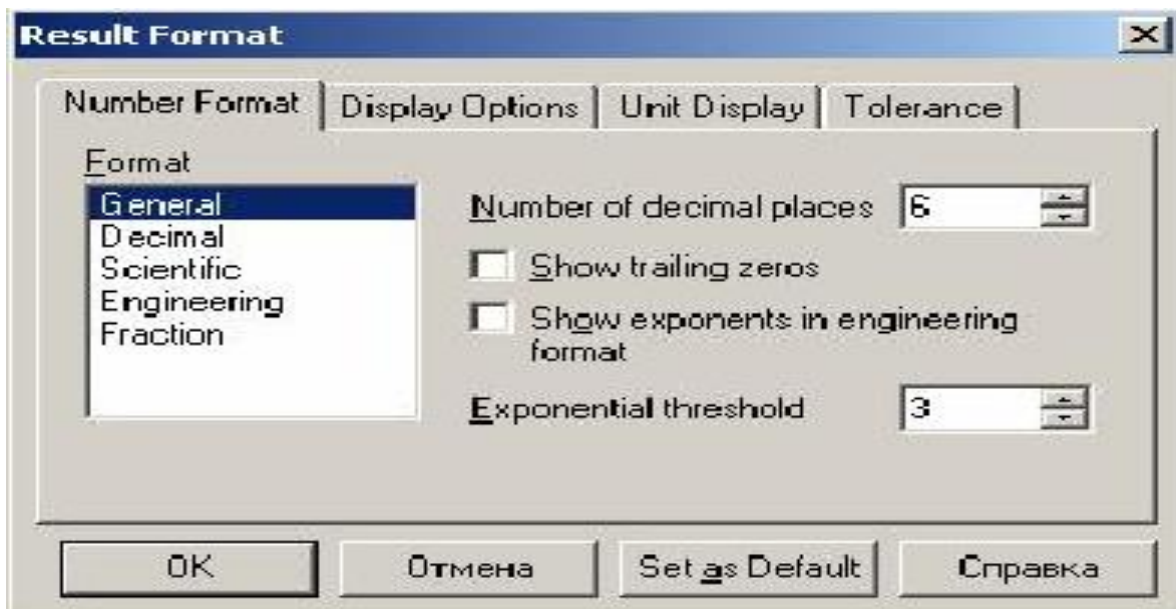 Result Format
Number Format
Display Options
Unit Display
Tolerance
Format
General
Decimal
Scientific
Engineering
Fraction
Number of decimal places 6
Show trailing zeros
Show exponents in engineering
format
Exponential threshold 3
OK
Отмена
Set as Default
Справка